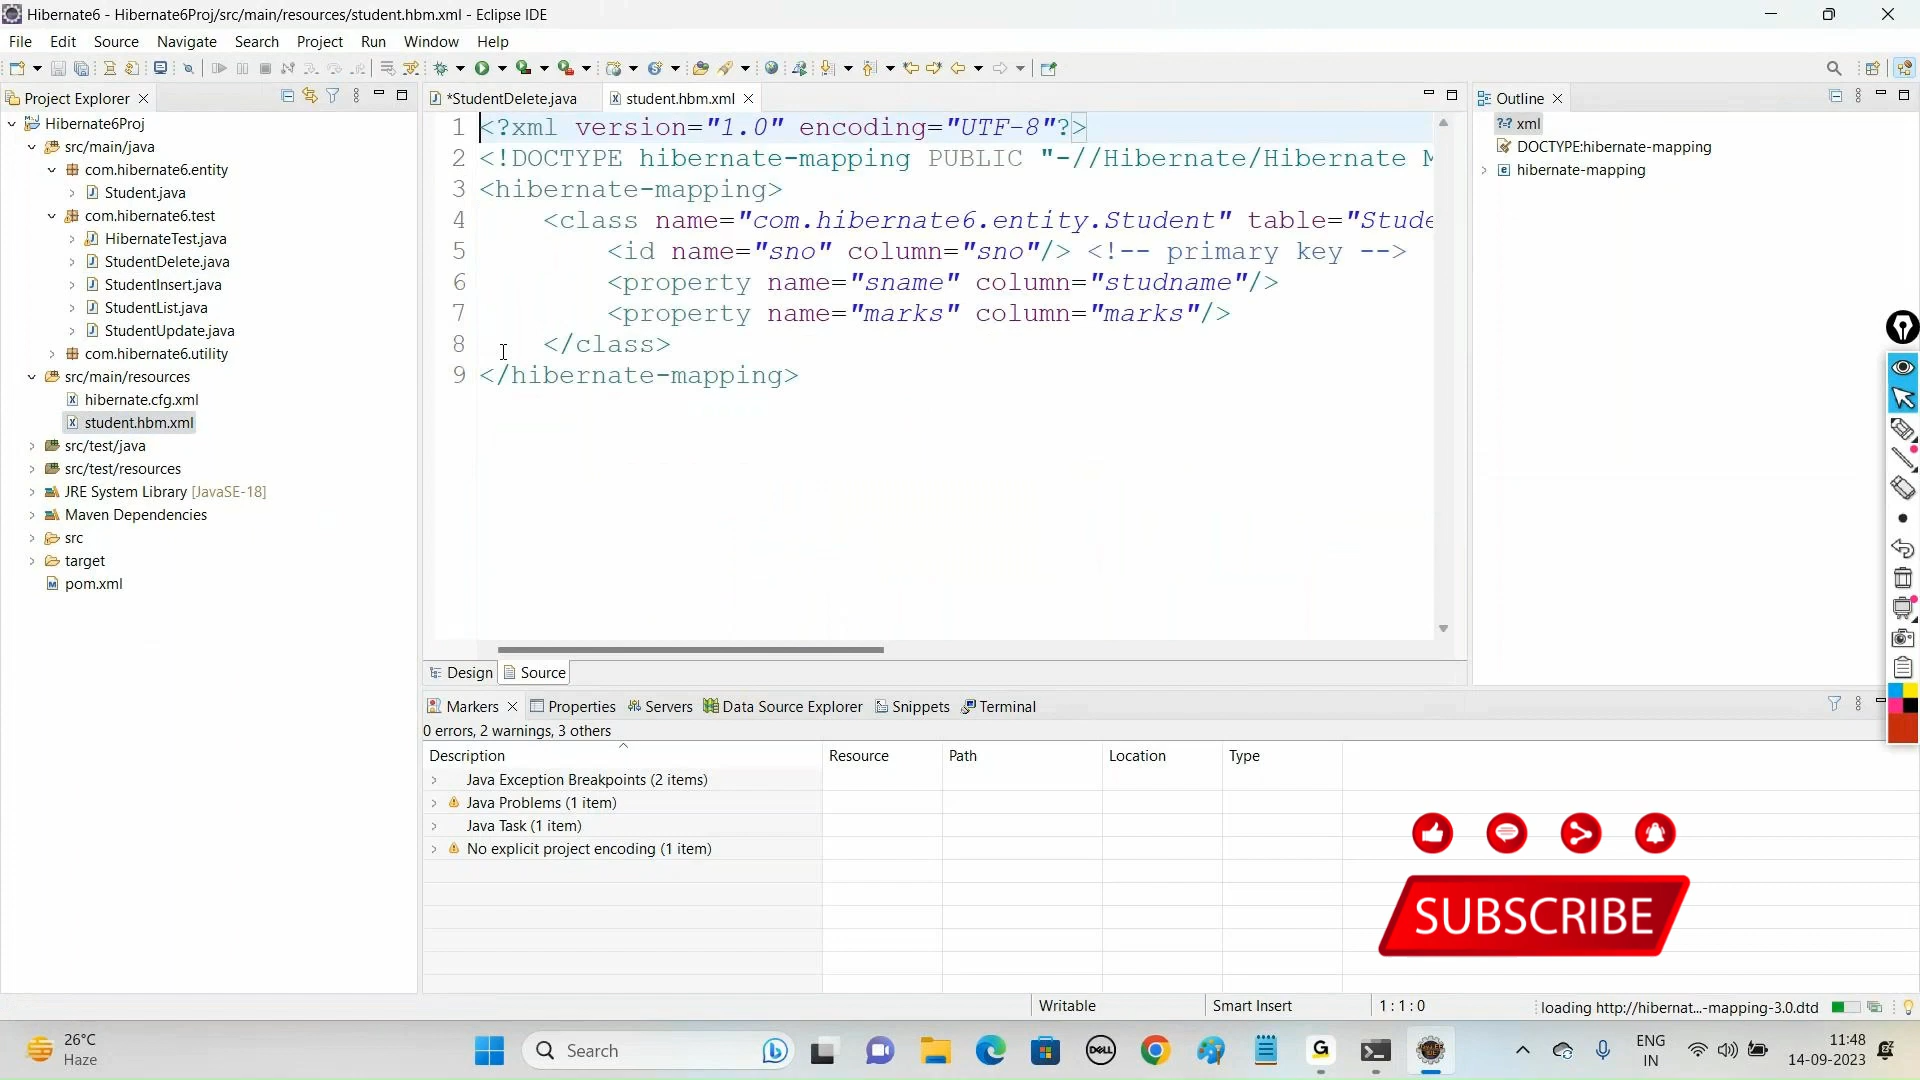 Hibernate6 - Hibernate6Proj/src/main/resources/student.hbm.xml - Eclipse IDE
File Edit Source Navigate Search Project Run Window Help
Project Explorer
Hibernate6Proj
src/main/java
com.hibernate6.entity
Student.java
com.hibernate6.test
HibernateTest.java
StudentDelete.java
StudentInsert.java
StudentList.java
StudentUpdate.java
com.hibernate6.utility
src/main/resources
hibernate.cfg.xml
student.hbm.xml
src/test/java
src/test/resources
JRE System Library [JavaSE-18]
Maven Dependencies
src
target
pom.xml
*StudentDelete.java student.hbm.xml
1 <?xml version="1.0" encoding="UTF-8"?>
2 <!DOCTYPE hibernate-mapping PUBLIC "-//Hibernate/Hibernate M
3 <hibernate-mapping>
4 <class name="com.hibernate6.entity.Student" table="Stude
5 <id name="sno" column="sno"/> <!-- primary key -->
6 <property name="sname" column="studname"/>
7 <property name="marks" column="marks"/>
8 </class>
9 </hibernate-mapping>
Design Source
Outline
xml
DOCTYPE:hibernate-mapping
hibernate-mapping
Markers Properties Servers Data Source Explorer Snippets Terminal
0 errors, 2 warnings, 3 others
Description Resource Path Location Type
Java Exception Breakpoints (2 items)
Java Problems (1 item)
Java Task (1 item)
No explicit project encoding (1 item)
SUBSCRIBE
Writable Smart Insert 1 : 1 : 0 loading http://hibernat...-mapping-3.0.dtd
26°C
Haze
Search
DELL
ENG
IN
11:48
14-09-2023